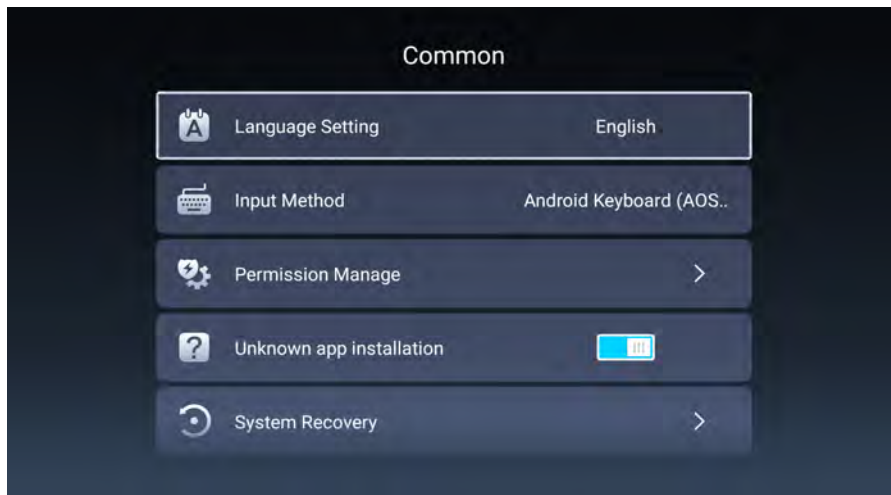 Common
Language Setting English
Input Method Android Keyboard (AOS..
Permission Manage
Unknown app installation
System Recovery